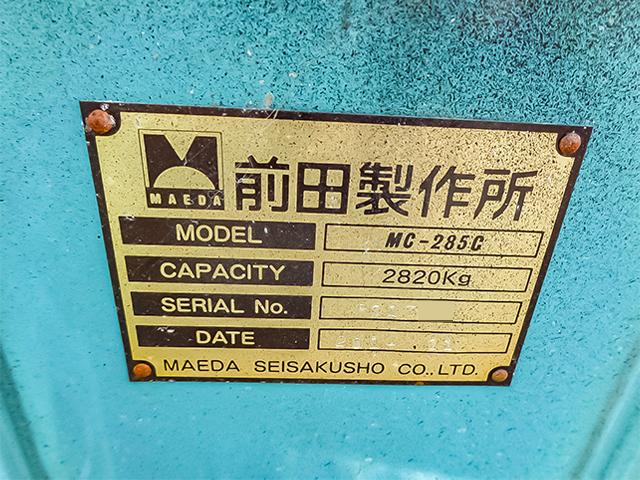 MAEDA
前田製作所
MODEL MC-285C
CAPACITY 2820Kg
SERIAL No.
DATE
MAEDA SEISAKUSHO CO.,LTD.